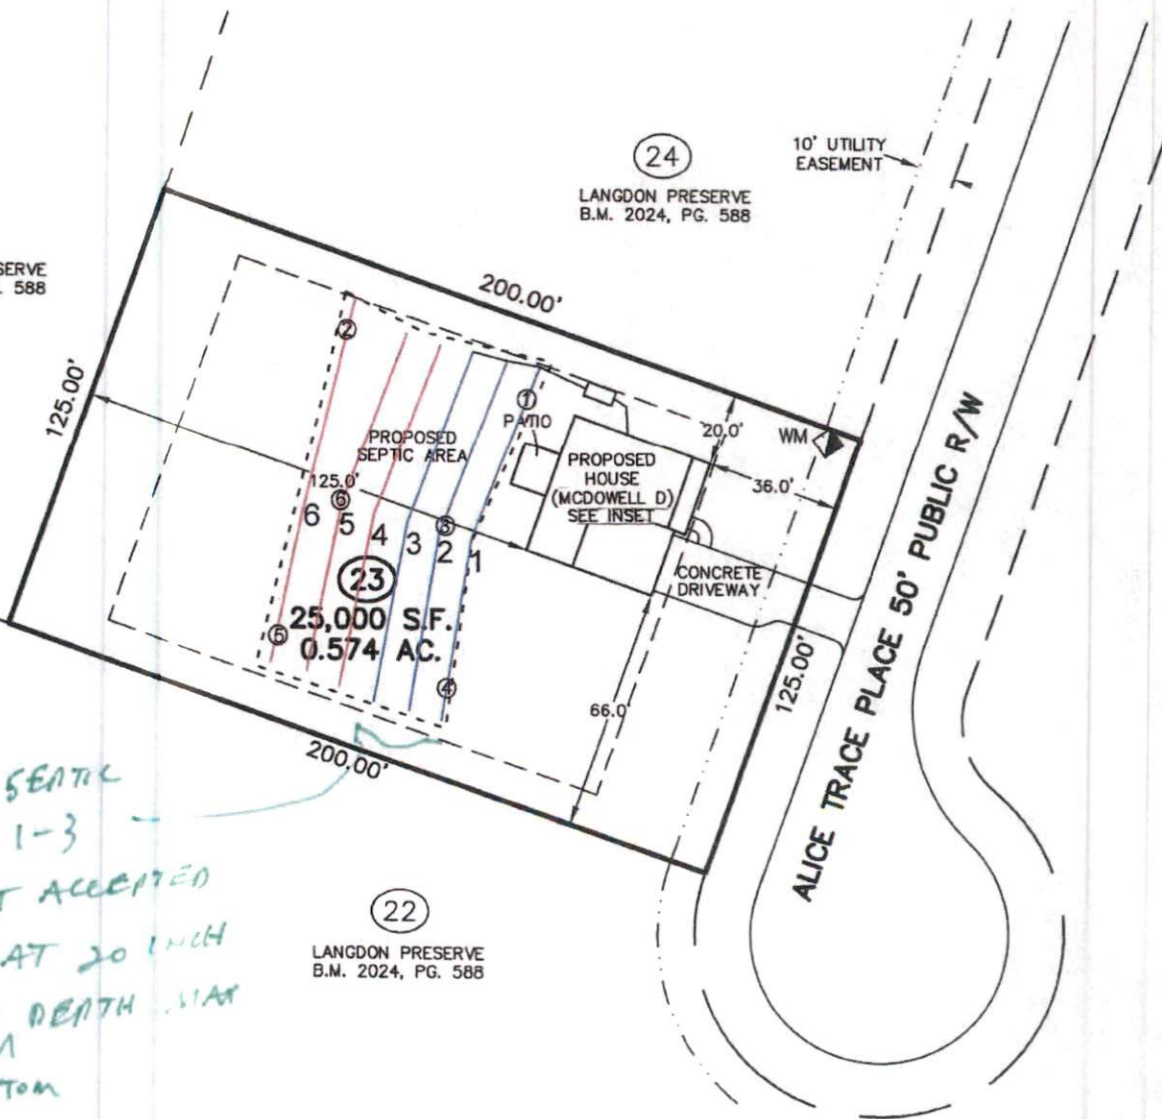 24
LANGDON PRESERVE
B.M. 2024, PG. 588
10' UTILITY
EASEMENT
SERVE
. 588
200.00'
125.00'
2
1
PATIO
PROPOSED
SEPTIC AREA
20.0'
WM
PROPOSED
HOUSE
(MCDOWELL D)
SEE INSET
36.0'
125.0'
6
6 5 4 3 2 1
23
25,000 S.F.
0.574 AC.
CONCRETE
DRIVEWAY
5
4
66.0'
125.00'
200.00'
ALICE TRACE PLACE 50' PUBLIC R/W
SEPTIC
1-3
T ACCEPTED
AT 20 INCH
DEPTH MAX
TOM
22
LANGDON PRESERVE
B.M. 2024, PG. 588